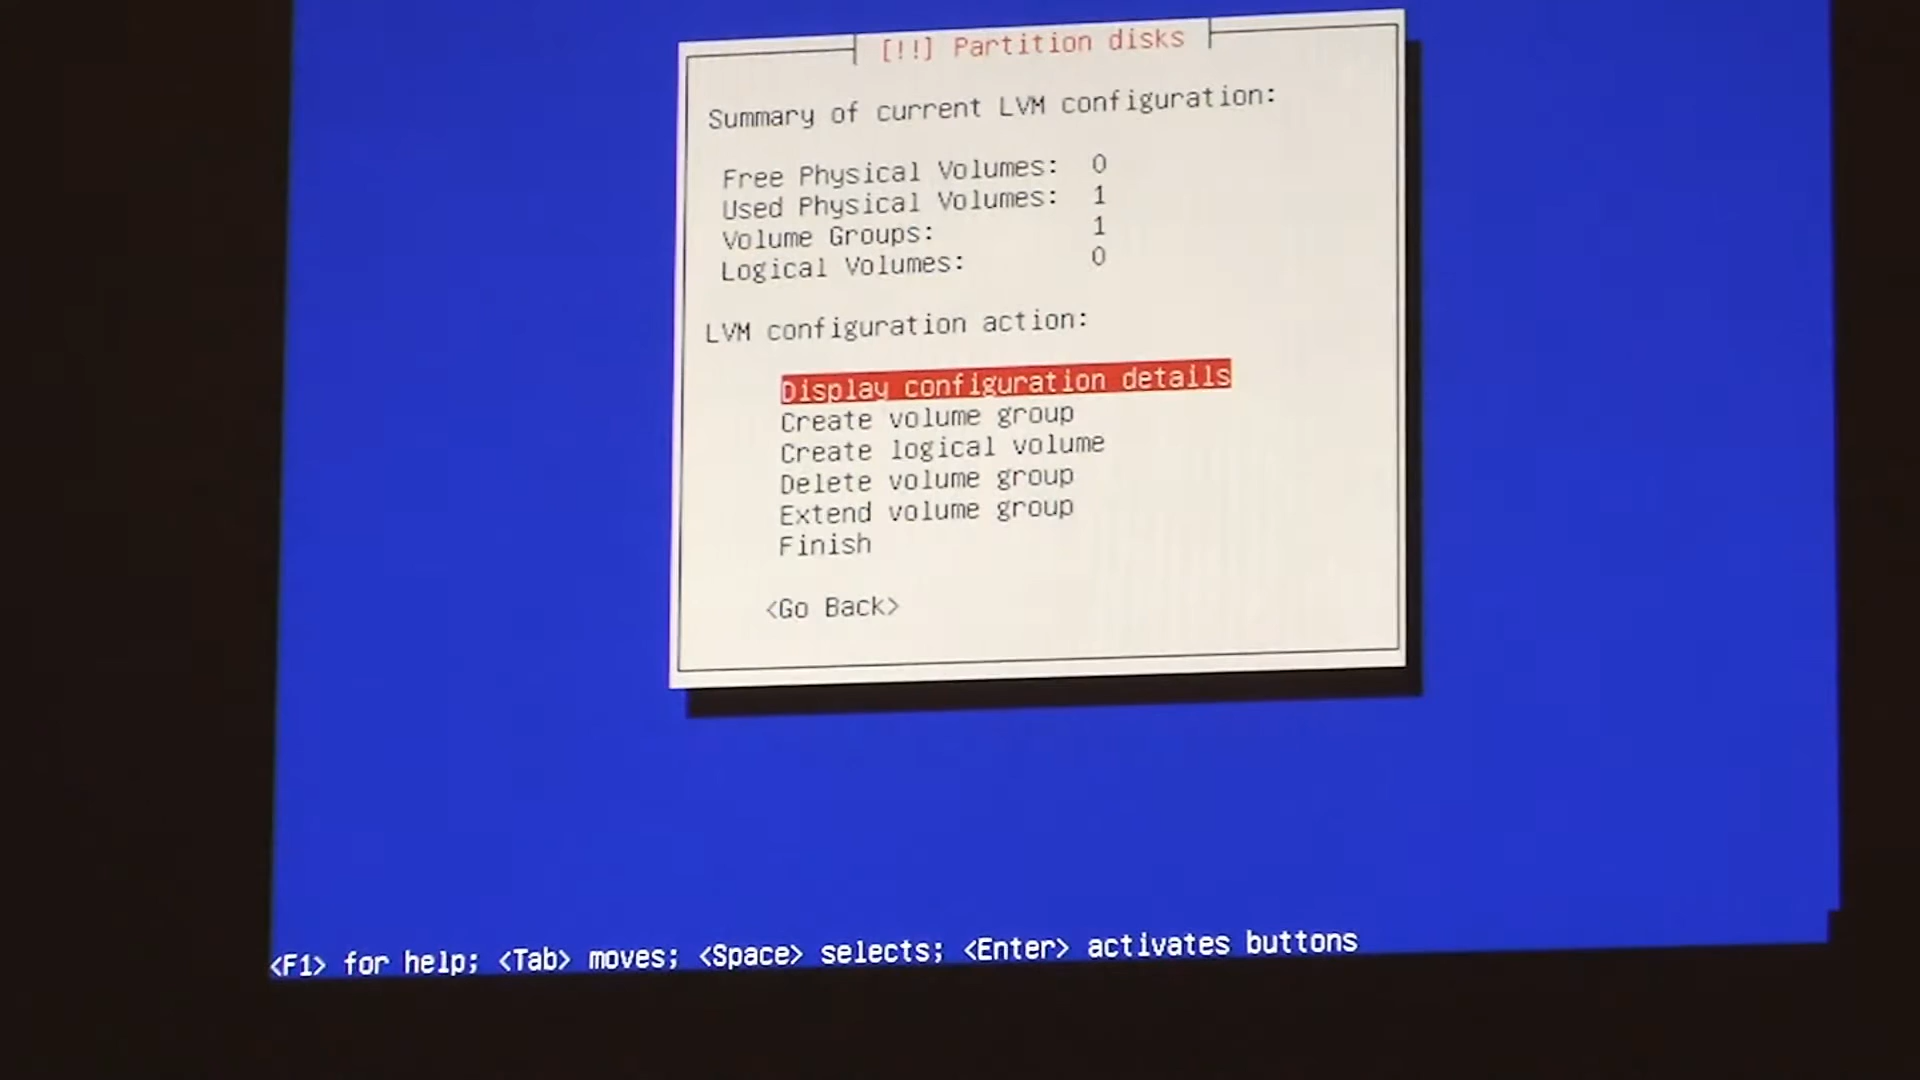 [!!] Partition disks
Summary of current LVM configuration:
Free Physical Volumes: 0
Used Physical Volumes: 1
Volume Groups: 1
Logical Volumes: 0
LVM configuration action:
Display configuration details
Create volume group
Create logical volume
Delete volume group
Extend volume group
Finish
<Go Back>
<F1> for help; <Tab> moves; <Space> selects; <Enter> activates buttons